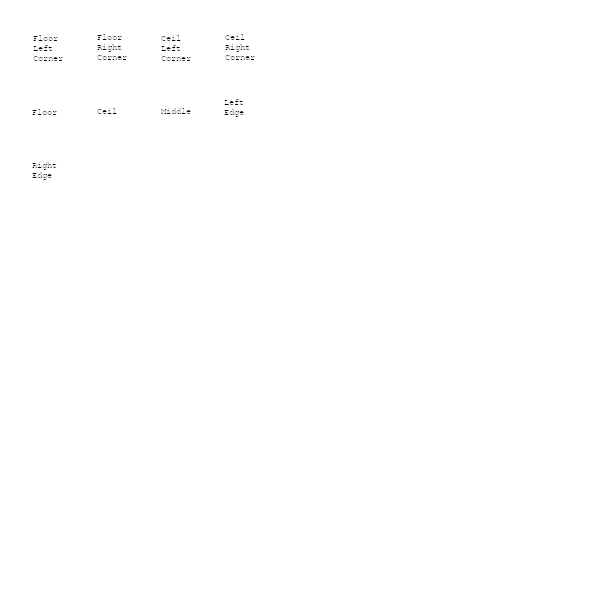 Floor
Left
Corner
Floor
Right
Corner
Ceil
Left
Corner
Ceil
Right
Corner
Floor
Ceil
Middle
Left
Edge
Right
Edge